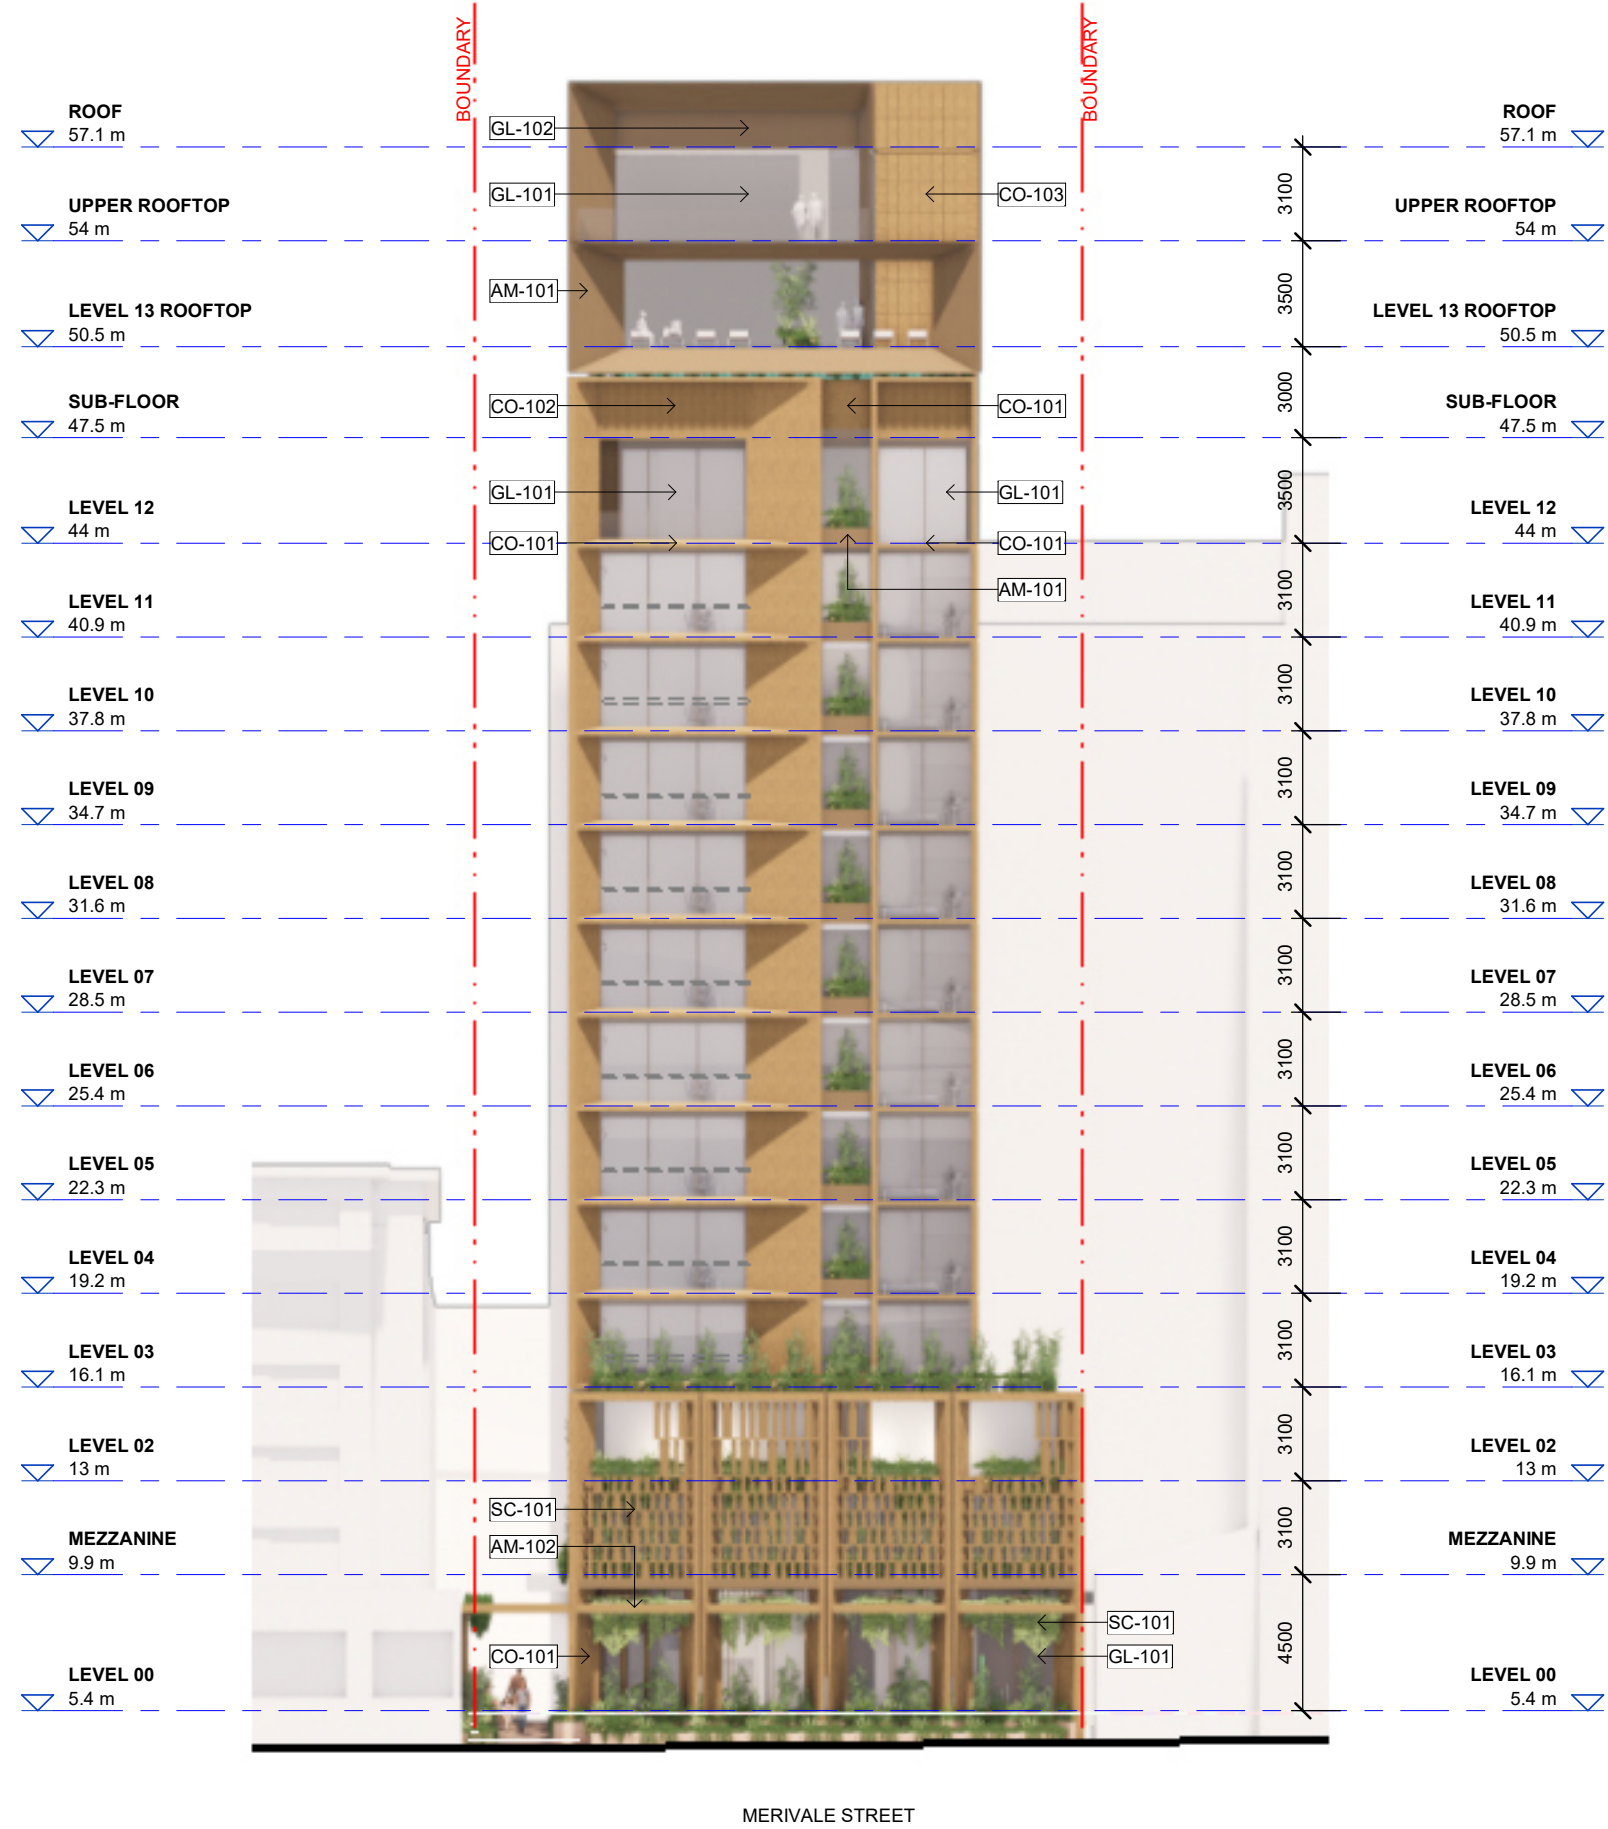 BOUNDARY
BOUNDARY
ROOF
57.1 m
ROOF
57.1 m
GL-102
GL-101
CO-103
3100
UPPER ROOFTOP
54 m
UPPER ROOFTOP
54 m
AM-101
3500
LEVEL 13 ROOFTOP
50.5 m
LEVEL 13 ROOFTOP
50.5 m
CO-102
CO-101
3000
SUB-FLOOR
47.5 m
SUB-FLOOR
47.5 m
GL-101
GL-101
3500
LEVEL 12
44 m
LEVEL 12
44 m
CO-101
CO-101
AM-101
3100
LEVEL 11
40.9 m
LEVEL 11
40.9 m
3100
LEVEL 10
37.8 m
LEVEL 10
37.8 m
3100
LEVEL 09
34.7 m
LEVEL 09
34.7 m
3100
LEVEL 08
31.6 m
LEVEL 08
31.6 m
3100
LEVEL 07
28.5 m
LEVEL 07
28.5 m
3100
LEVEL 06
25.4 m
LEVEL 06
25.4 m
3100
LEVEL 05
22.3 m
LEVEL 05
22.3 m
3100
LEVEL 04
19.2 m
LEVEL 04
19.2 m
3100
LEVEL 03
16.1 m
LEVEL 03
16.1 m
3100
LEVEL 02
13 m
LEVEL 02
13 m
SC-101
AM-102
3100
MEZZANINE
9.9 m
MEZZANINE
9.9 m
SC-101
CO-101
GL-101
4500
LEVEL 00
5.4 m
LEVEL 00
5.4 m
MERIVALE STREET